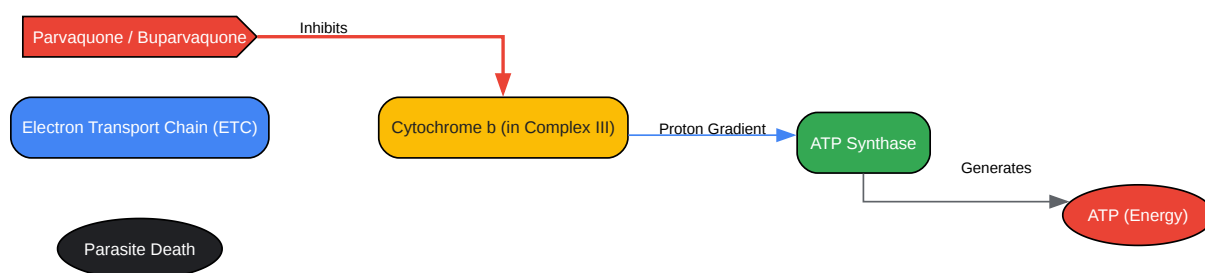 Parvaquone / Buparvaquone
Inhibits
Electron Transport Chain (ETC)
Cytochrome b (in Complex III)
Proton Gradient
ATP Synthase
Generates
ATP (Energy)
Parasite Death